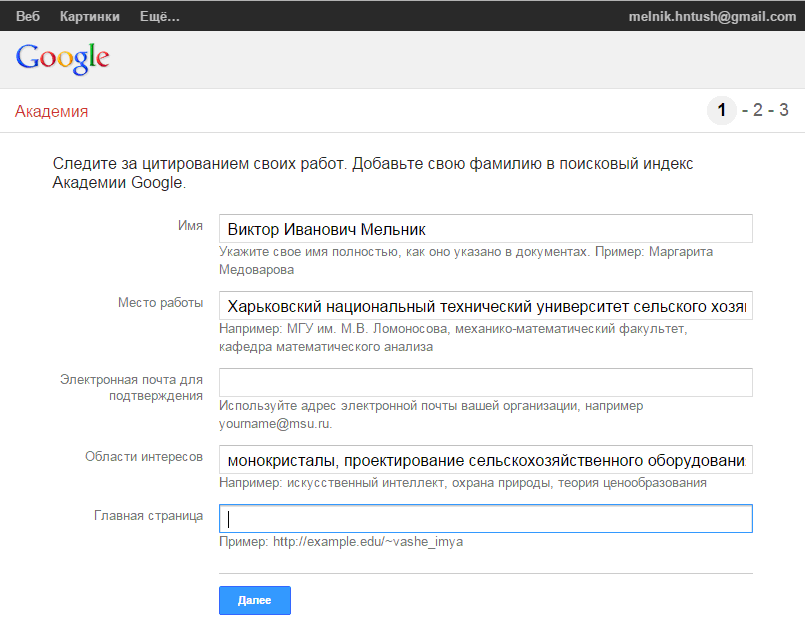 Веб Картинки Ещё... melnik.hntush@gmail.com
Google
Академия 1 - 2 - 3
Следите за цитированием своих работ. Добавьте свою фамилию в поисковый индекс
Академии Google.
Имя Виктор Иванович Мельник
Укажите свое имя полностью, как оно указано в документах. Пример: Маргарита
Медоварова
Место работы Харьковский национальный технический университет сельского хозя
Например: МГУ им. М.В. Ломоносова, механико-математический факультет,
кафедра математического анализа
Электронная почта для
подтверждения
Используйте адрес электронной почты вашей организации, например
yourname@msu.ru.
Области интересов монокристалы, проектирование сельскохозяйственного оборудовани
Например: искусственный интеллект, охрана природы, теория ценообразования
Главная страница
Пример: http://example.edu/~vashe_imya
Далее